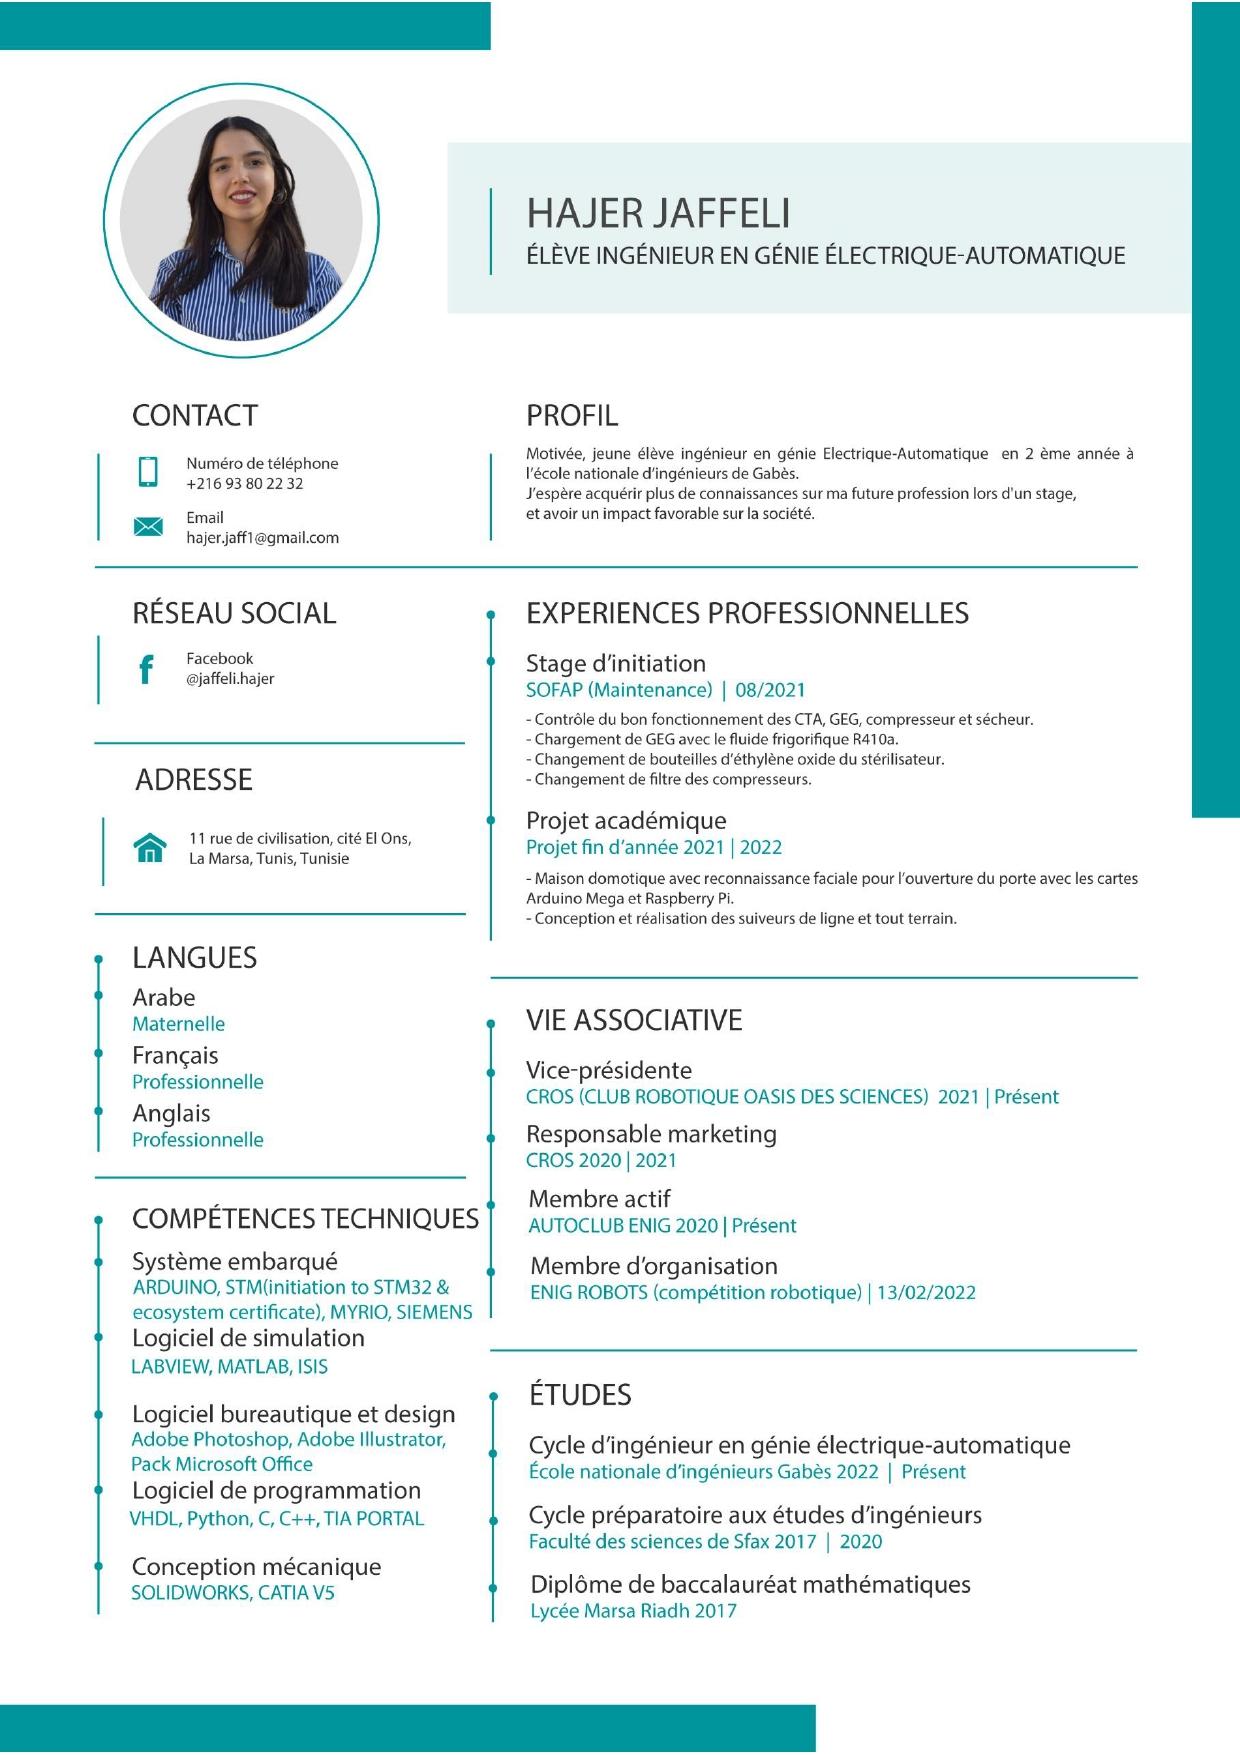 HAJER JAFFELI
ÉLÈVE INGÉNIEUR EN GÉNIE ÉLECTRIQUE-AUTOMATIQUE
CONTACT
Numéro de téléphone
+216 93 80 22 32
Email
hajer.jaff1@gmail.com
PROFIL
Motivée, jeune élève ingénieur en génie Electrique-Automatique en 2 ème année à
l'école nationale d'ingénieurs de Gabès.
J'espère acquérir plus de connaissances sur ma future profession lors d'un stage,
et avoir un impact favorable sur la société.
RÉSEAU SOCIAL
Facebook
@jaffeli.hajer
ADRESSE
11 rue de civilisation, cité El Ons,
La Marsa, Tunis, Tunisie
LANGUES
Arabe
Maternelle
Français
Professionnelle
Anglais
Professionnelle
COMPÉTENCES TECHNIQUES
Système embarqué
ARDUINO, STM(initiation to STM32 &
ecosystem certificate), MYRIO, SIEMENS
Logiciel de simulation
LABVIEW, MATLAB, ISIS
Logiciel bureautique et design
Adobe Photoshop, Adobe Illustrator,
Pack Microsoft Office
Logiciel de programmation
VHDL, Python, C, C++, TIA PORTAL
Conception mécanique
SOLIDWORKS, CATIA V5
EXPERIENCES PROFESSIONNELLES
Stage d'initiation
SOFAP (Maintenance) | 08/2021
- Contrôle du bon fonctionnement des CTA, GEG, compresseur et sécheur.
- Chargement de GEG avec le fluide frigorifique R410a.
- Changement de bouteilles d'éthylène oxide du stérilisateur.
- Changement de filtre des compresseurs.
Projet académique
Projet fin d'année 2021 | 2022
- Maison domotique avec reconnaissance faciale pour l'ouverture du porte avec les cartes
Arduino Mega et Raspberry Pi.
- Conception et réalisation des suiveurs de ligne et tout terrain.
VIE ASSOCIATIVE
Vice-présidente
CROS (CLUB ROBOTIQUE OASIS DES SCIENCES) 2021 | Présent
Responsable marketing
CROS 2020 | 2021
Membre actif
AUTOCLUB ENIG 2020 | Présent
Membre d'organisation
ENIG ROBOTS (compétition robotique) | 13/02/2022
ÉTUDES
Cycle d'ingénieur en génie électrique-automatique
École nationale d'ingénieurs Gabès 2022 | Présent
Cycle préparatoire aux études d'ingénieurs
Faculté des sciences de Sfax 2017 | 2020
Diplôme de baccalauréat mathématiques
Lycée Marsa Riadh 2017